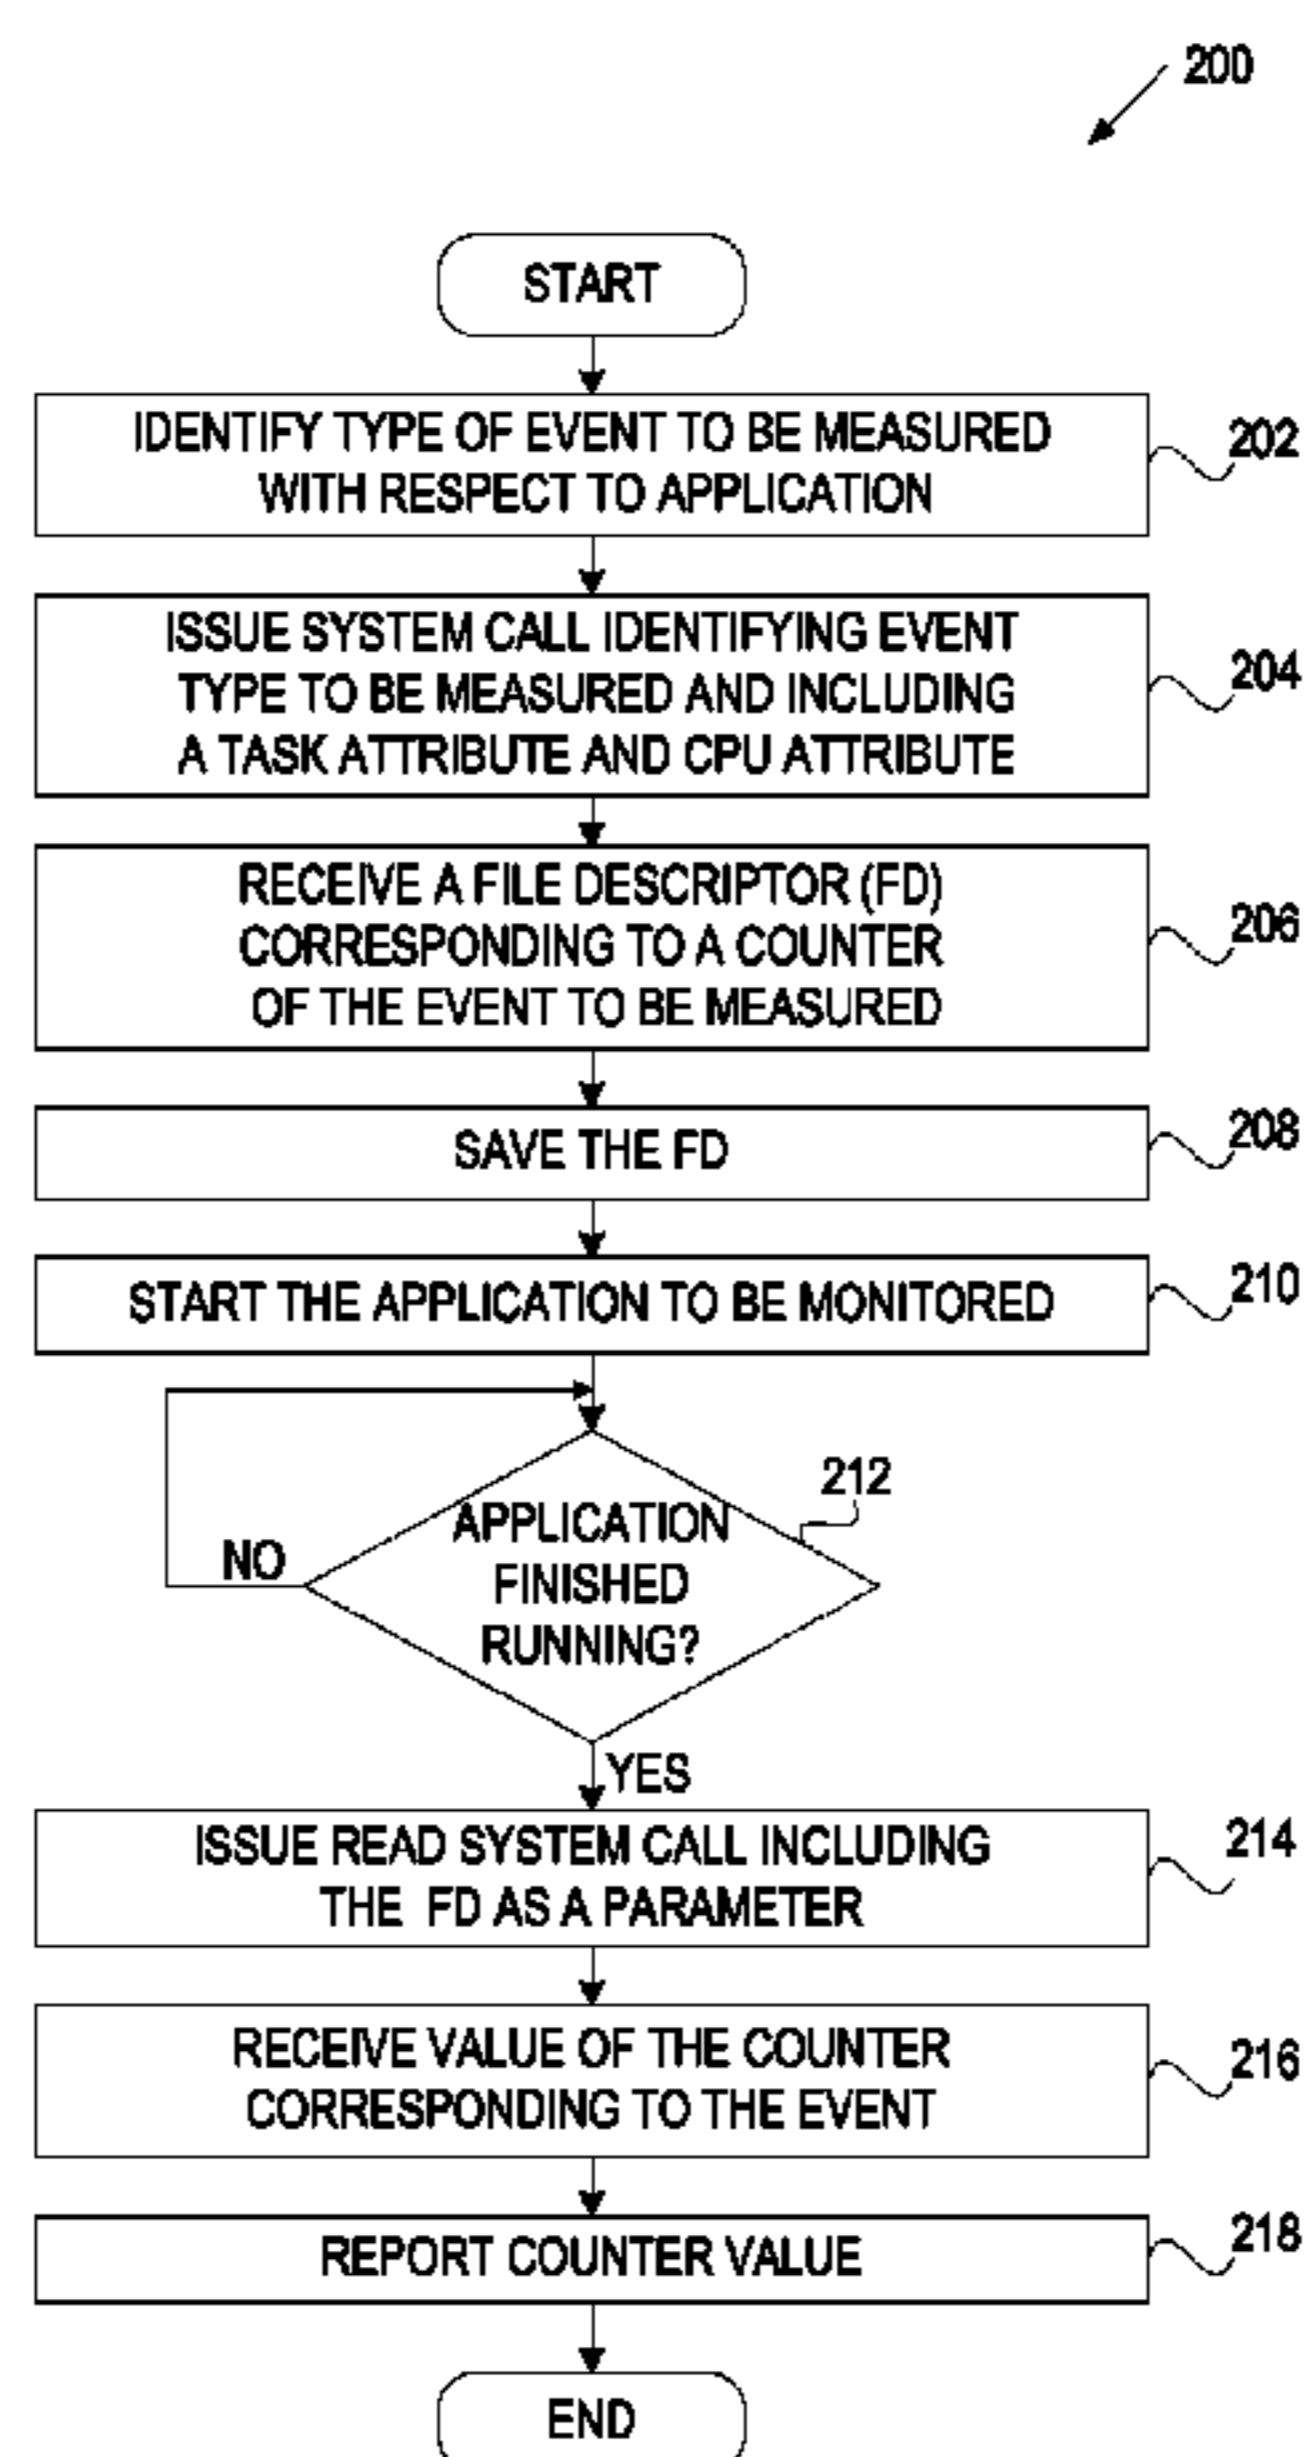 200
START
IDENTIFY TYPE OF EVENT TO BE MEASURED
WITH RESPECT TO APPLICATION
202
ISSUE SYSTEM CALL IDENTIFYING EVENT
TYPE TO BE MEASURED AND INCLUDING
A TASK ATTRIBUTE AND CPU ATTRIBUTE
204
RECEIVE A FILE DESCRIPTOR (FD)
CORRESPONDING TO A COUNTER
OF THE EVENT TO BE MEASURED
206
SAVE THE FD
208
START THE APPLICATION TO BE MONITORED
210
212
APPLICATION
FINISHED
RUNNING?
NO
YES
ISSUE READ SYSTEM CALL INCLUDING
THE FD AS A PARAMETER
214
RECEIVE VALUE OF THE COUNTER
CORRESPONDING TO THE EVENT
216
REPORT COUNTER VALUE
218
END